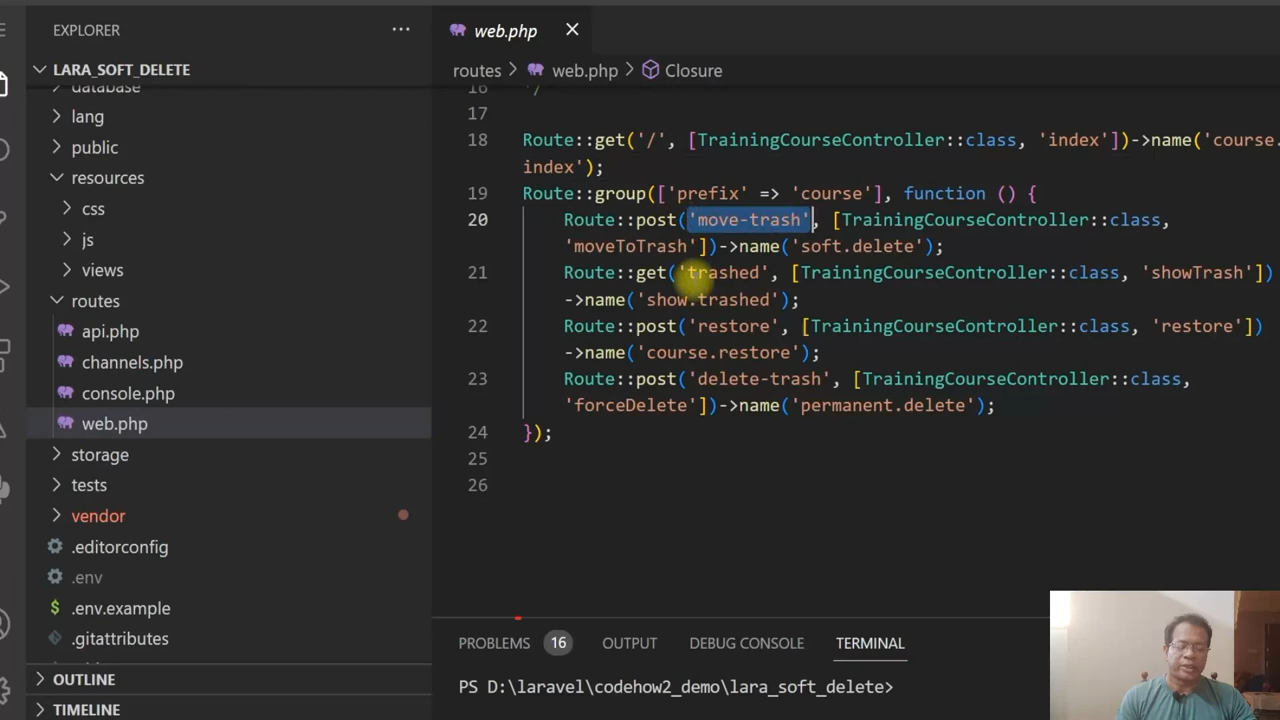 EXPLORER
···
web.php
LARA_SOFT_DELETE
routes > web.php > Closure
database
lang
public
resources
css
js
views
routes
api.php
channels.php
console.php
web.php
storage
tests
vendor
.editorconfig
.env
$ .env.example
.gitattributes
OUTLINE
TIMELINE
16 */
17
18 Route::get('/', [TrainingCourseController::class, 'index'])->name('course.
index');
19 Route::group(['prefix' => 'course'], function () {
20 Route::post('move-trash', [TrainingCourseController::class,
'moveToTrash'])->name('soft.delete');
21 Route::get('trashed', [TrainingCourseController::class, 'showTrash'])
->name('show.trashed');
22 Route::post('restore', [TrainingCourseController::class, 'restore'])
->name('course.restore');
23 Route::post('delete-trash', [TrainingCourseController::class,
'forceDelete'])->name('permanent.delete');
24 });
25
26
PROBLEMS 16 OUTPUT DEBUG CONSOLE TERMINAL
PS D:\laravel\codehow2_demo\lara_soft_delete>